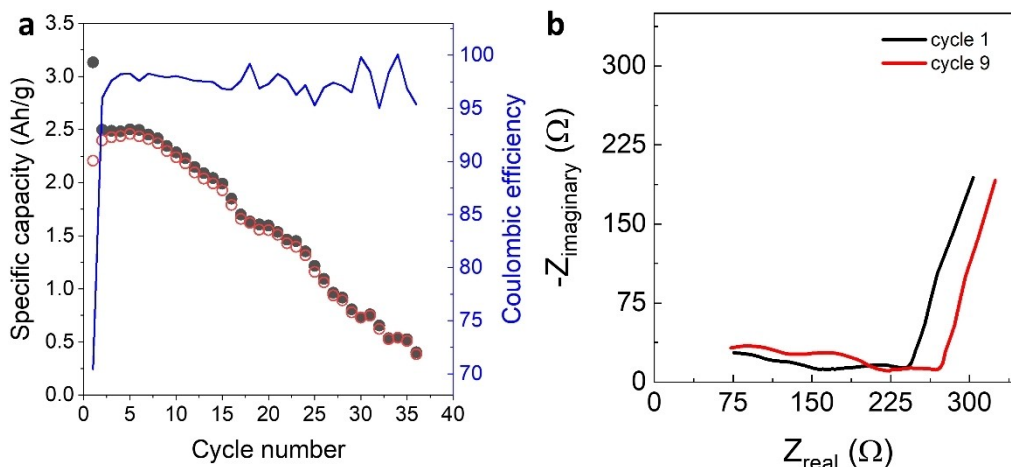 a
3.5
3.0
2.5
2.0
1.5
1.0
0.5
0.0
Specific capacity (Ah/g)
0 5 10 15 20 25 30 35 40
Cycle number
100
95
90
85
80
75
70
Coulombic efficiency
b
cycle 1
cycle 9
300
225
150
75
0
-Zimaginary (Ω)
0 75 150 225 300
Zreal (Ω)